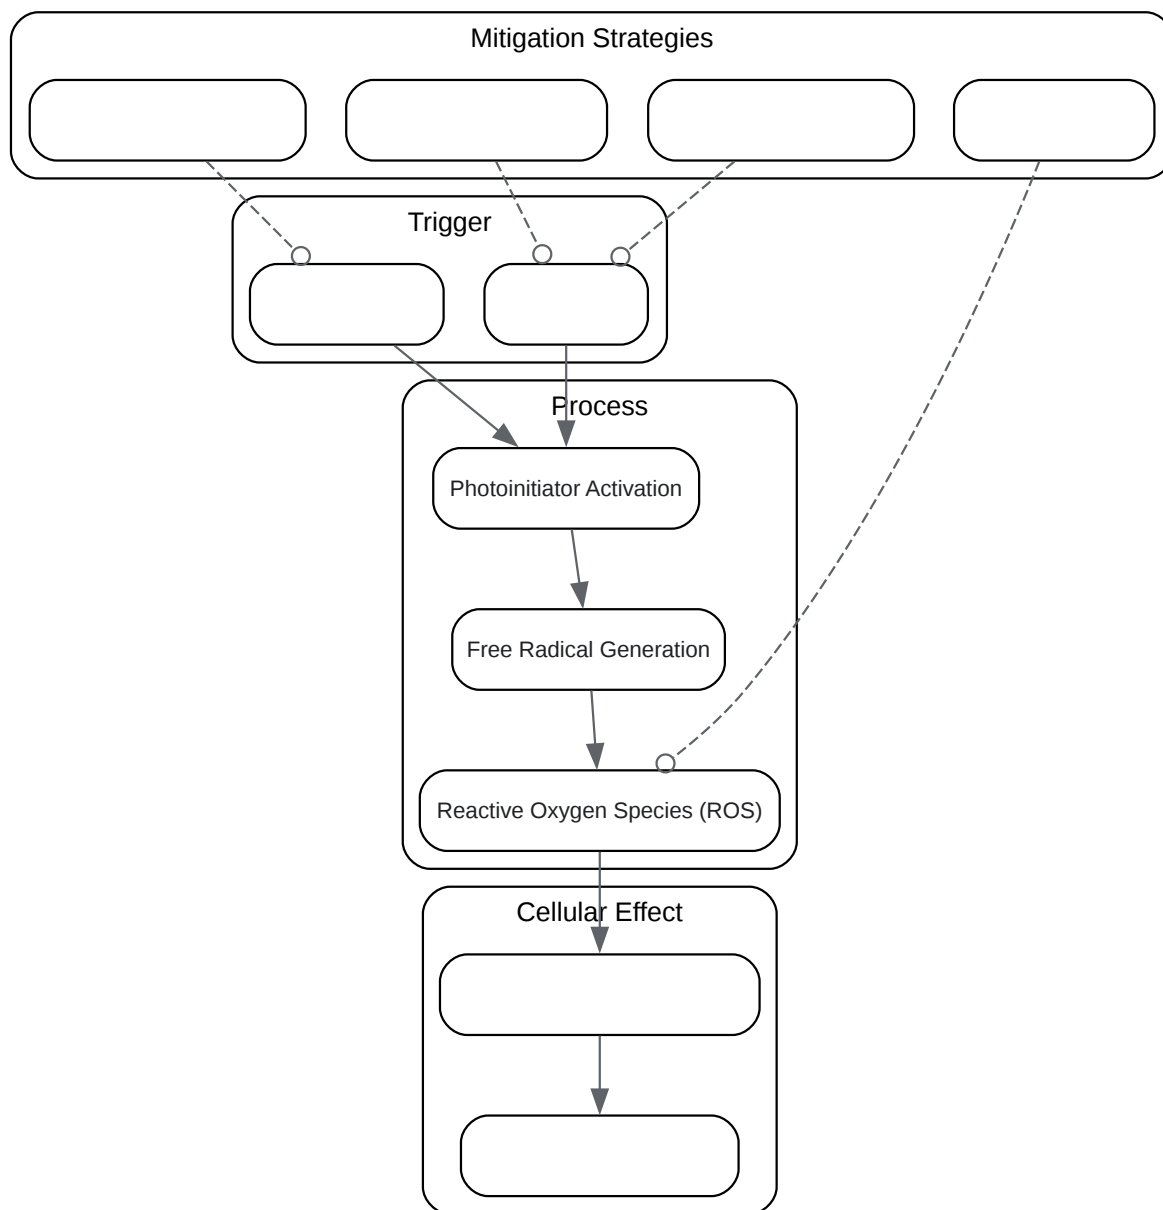 Mitigation Strategies
Trigger
Process
Photoinitiator Activation
Free Radical Generation
Reactive Oxygen Species (ROS)
Cellular Effect